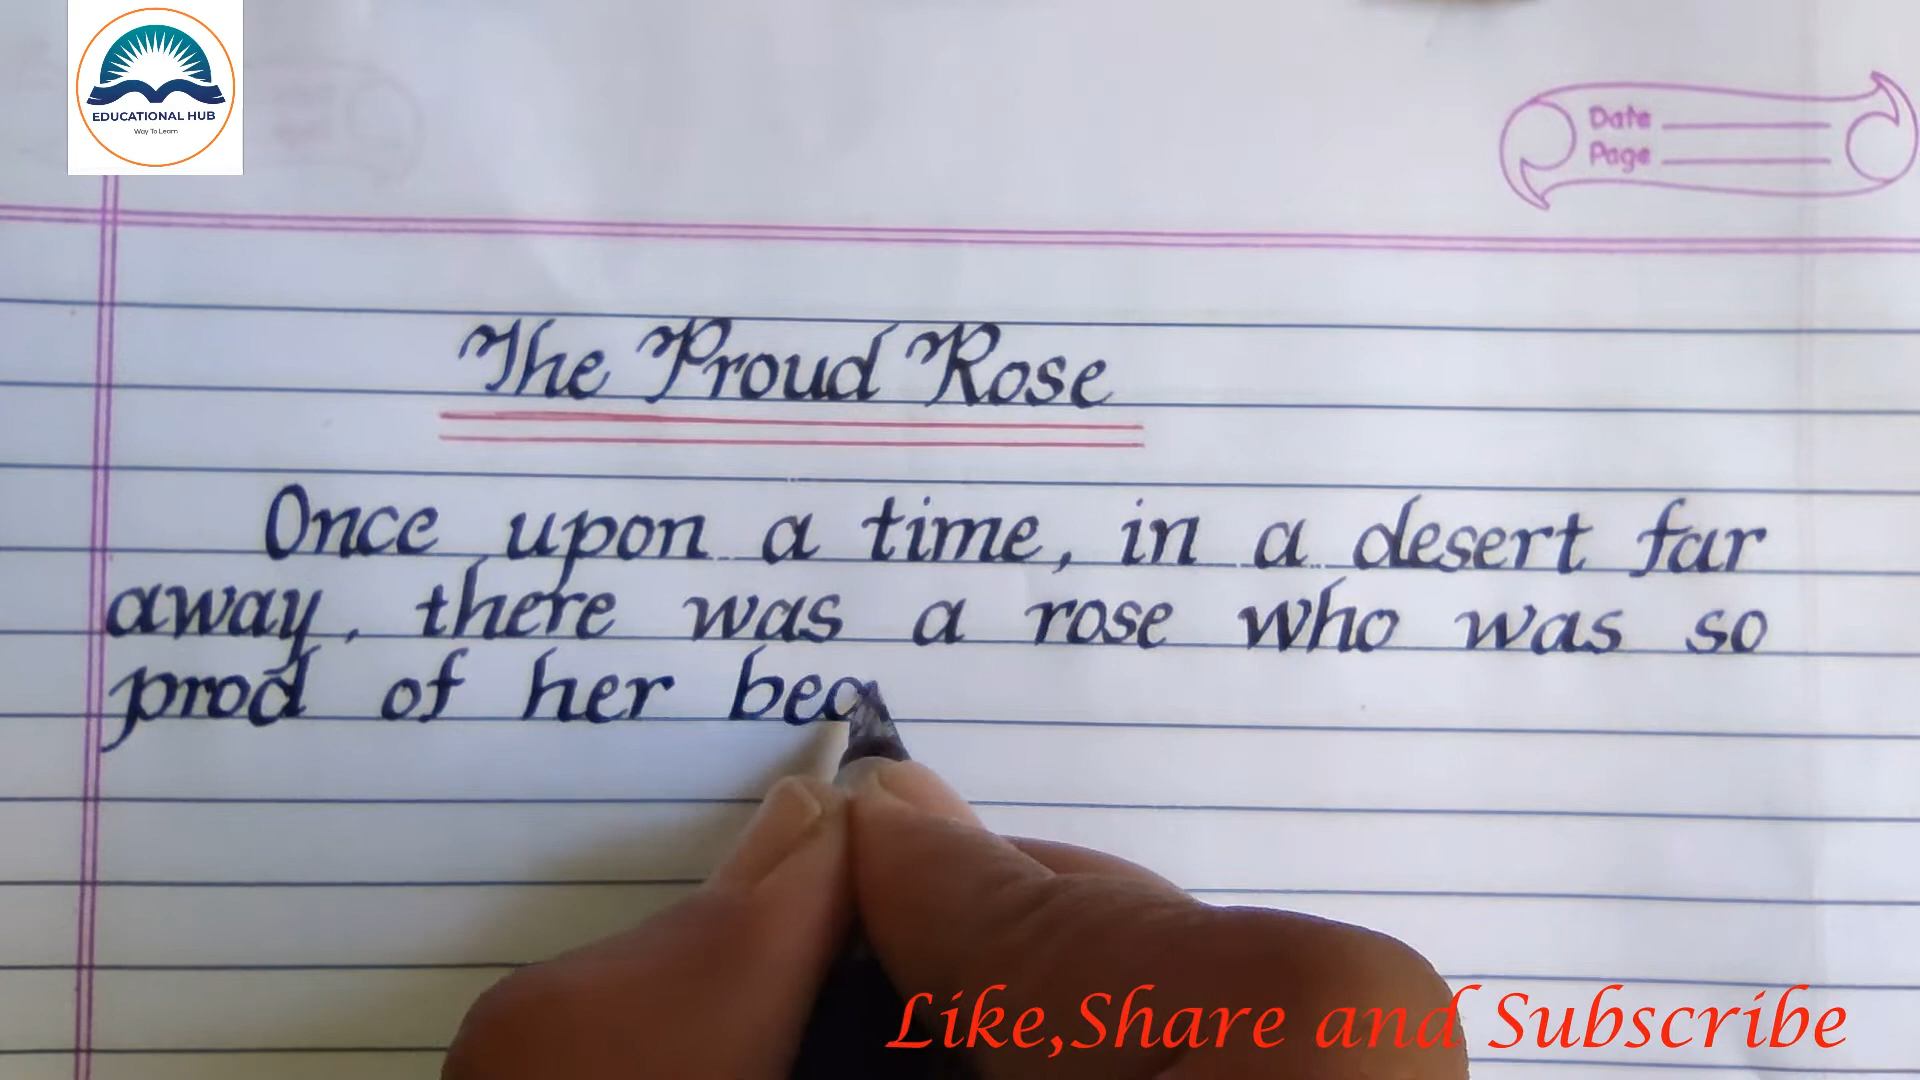 EDUCATIONAL HUB
Way To Learn
Date
Page
The Proud Rose
Once upon a time, in a desert far
away, there was a rose who was so
prod of her bea
Like,Share and Subscribe